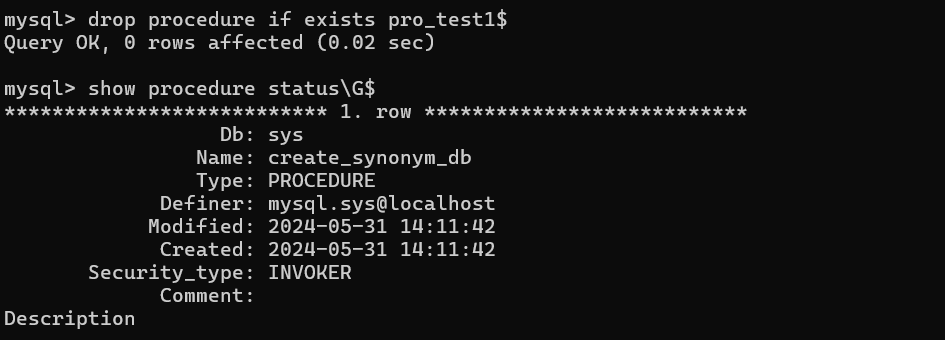 mysql> drop procedure if exists pro_test1$
Query OK, 0 rows affected (0.02 sec)
mysql> show procedure status\G$
*************************** 1. row ***************************
Db: sys
Name: create_synonym_db
Type: PROCEDURE
Definer: mysql.sys@localhost
Modified: 2024-05-31 14:11:42
Created: 2024-05-31 14:11:42
Security_type: INVOKER
Comment:
Description